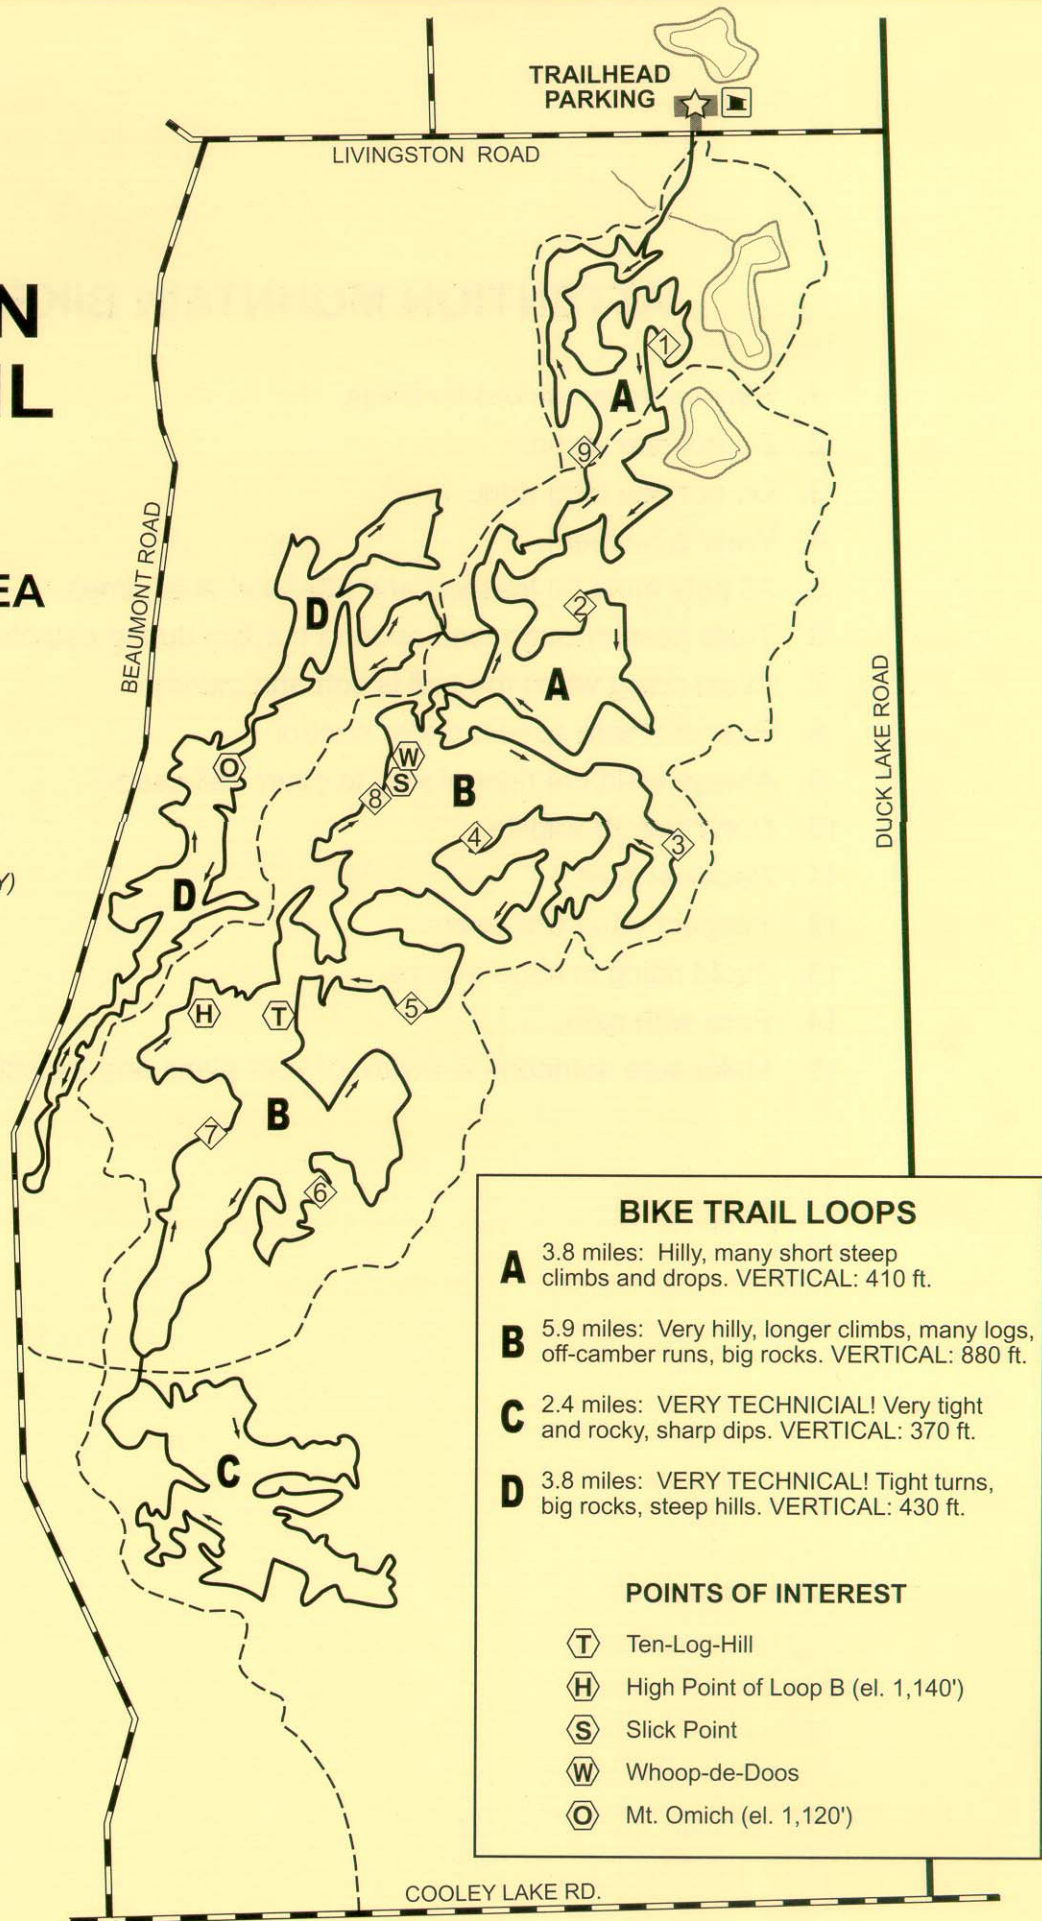 TRAILHEAD
PARKING
LIVINGSTON ROAD
BEAUMONT ROAD
DUCK LAKE ROAD
COOLEY LAKE RD.
N
L
EA
Y)
1
A
9
D
2
A
O
W
S
8
B
4
3
D
H
T
5
B
7
6
C
BIKE TRAIL LOOPS
A 3.8 miles: Hilly, many short steep
climbs and drops. VERTICAL: 410 ft.
B 5.9 miles: Very hilly, longer climbs, many logs,
off-camber runs, big rocks. VERTICAL: 880 ft.
C 2.4 miles: VERY TECHNICIAL! Very tight
and rocky, sharp dips. VERTICAL: 370 ft.
D 3.8 miles: VERY TECHNICAL! Tight turns,
big rocks, steep hills. VERTICAL: 430 ft.
POINTS OF INTEREST
T Ten-Log-Hill
H High Point of Loop B (el. 1,140')
S Slick Point
W Whoop-de-Doos
O Mt. Omich (el. 1,120')